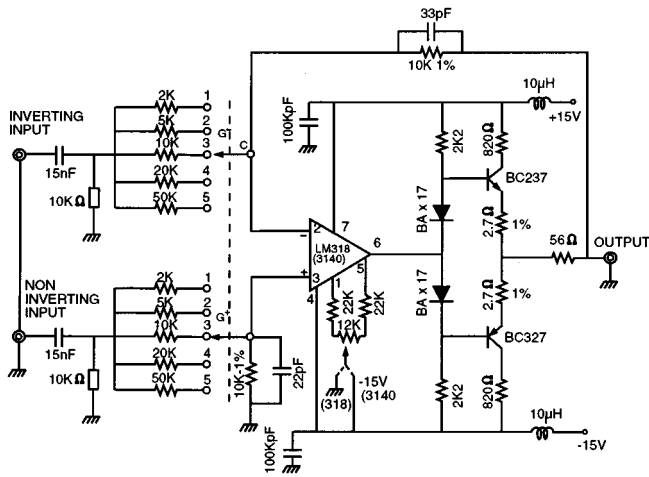 33pF
10K 1%
10µH
+15V
100KpF
2K2
820Ω
BC237
INVERTING
INPUT
2K
1
5K
2
G-
10K
3
C
15nF
10KΩ
20K
4
50K
5
BA x 17
2.7Ω
1%
2
7
LM318
(3140)
6
56Ω
OUTPUT
-
+
3
5
1
4
22K
22K
12K
BA x 17
2.7Ω
1%
BC327
NON
INVERTING
INPUT
2K
1
5K
2
G+
10K
3
15nF
10KΩ
20K
4
50K
5
10K 1%
22pF
(318)
-15V
(3140
2K2
820Ω
100KpF
10µH
-15V